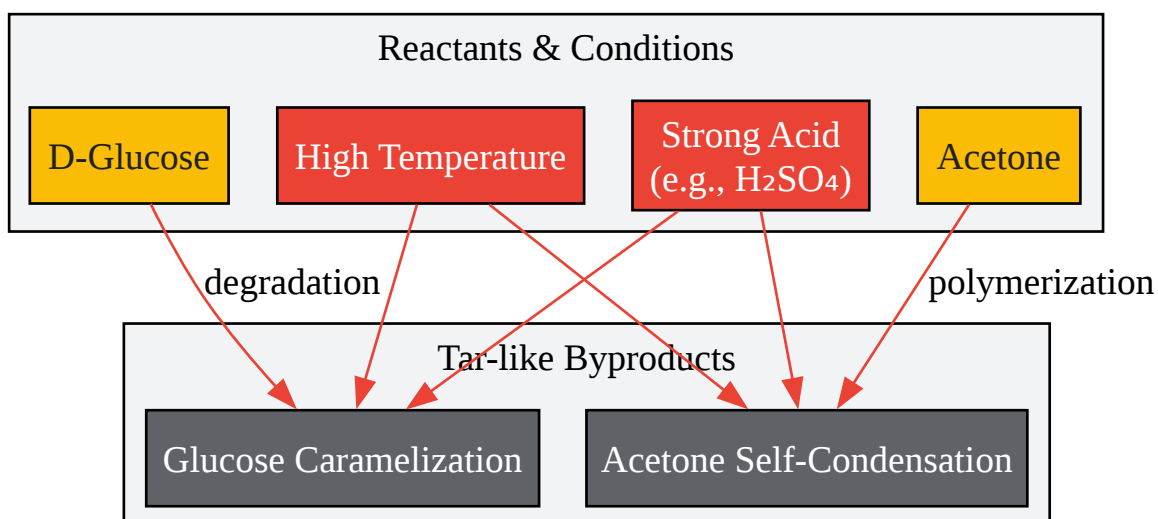 Reactants & Conditions
D-Glucose
High Temperature
Strong Acid
(e.g., H₂SO₄)
Acetone
degradation
polymerization
Tar-like Byproducts
Glucose Caramelization
Acetone Self-Condensation